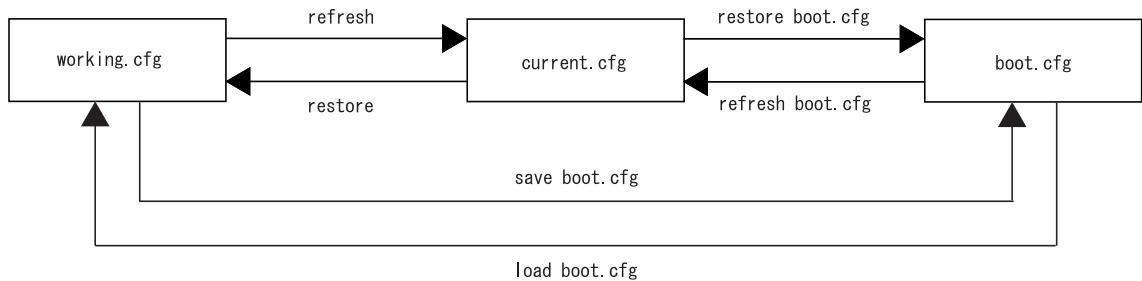 refresh
restore boot.cfg
working.cfg
current.cfg
boot.cfg
restore
refresh boot.cfg
save boot.cfg
load boot.cfg